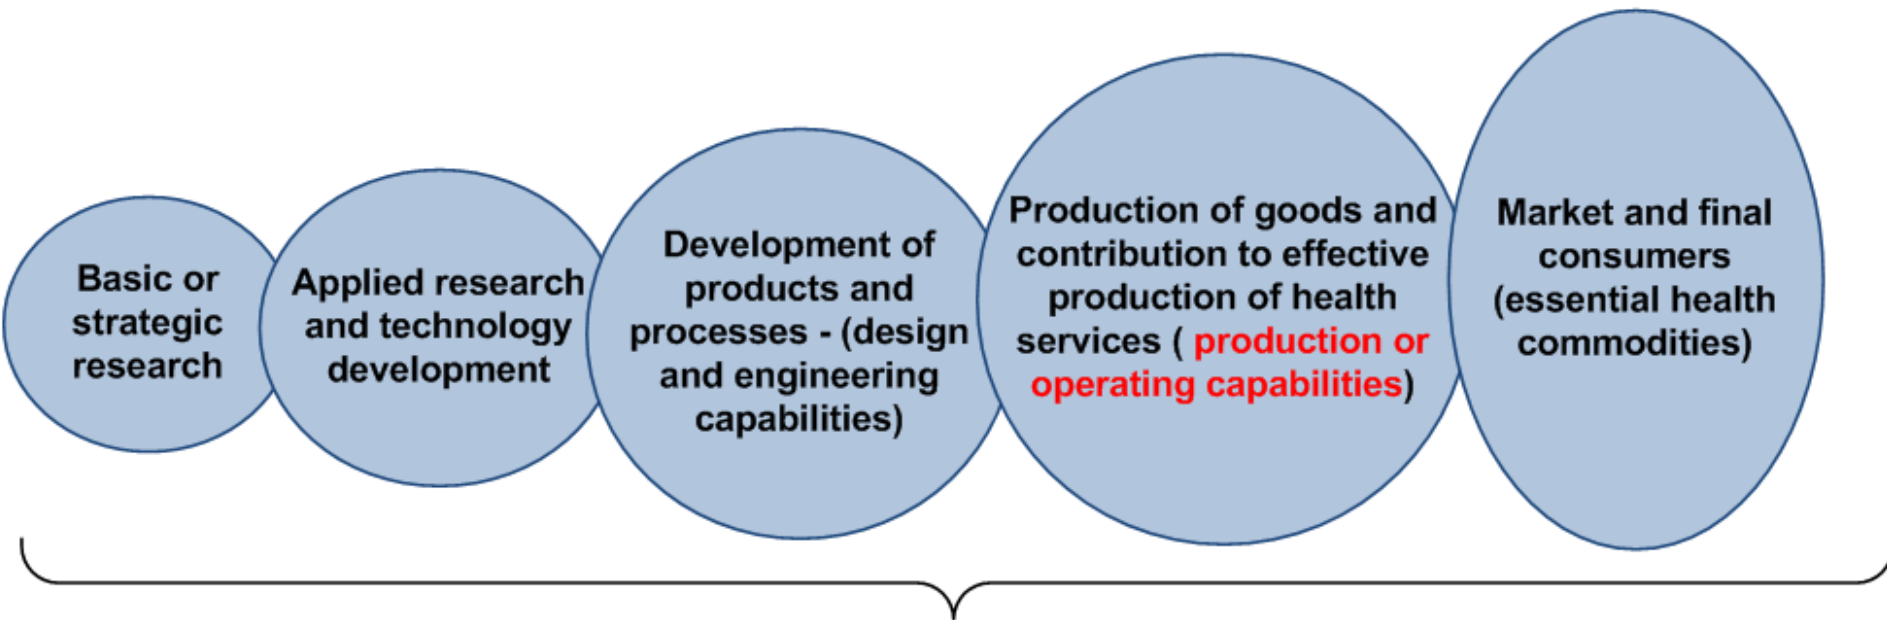 Basic or
strategic
research
Applied research
and technology
development
Development of
products and
processes - (design
and engineering
capabilities)
Production of goods and
contribution to effective
production of health
services ( production or
operating capabilities)
Market and final
consumers
(essential health
commodities)